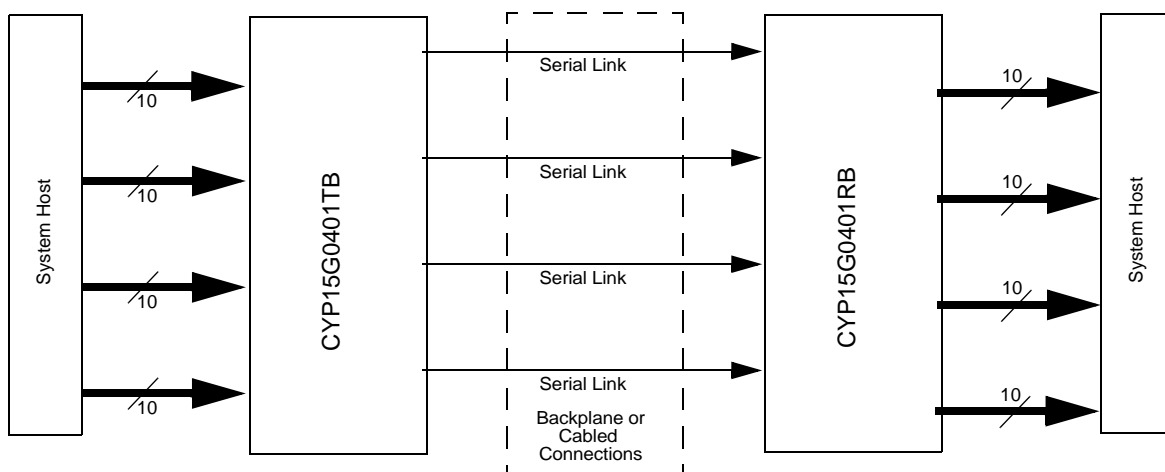 System Host
10
10
10
10
CYP15G0401TB
Serial Link
Serial Link
Serial Link
Serial Link
Backplane or
Cabled
Connections
CYP15G0401RB
10
10
10
10
System Host